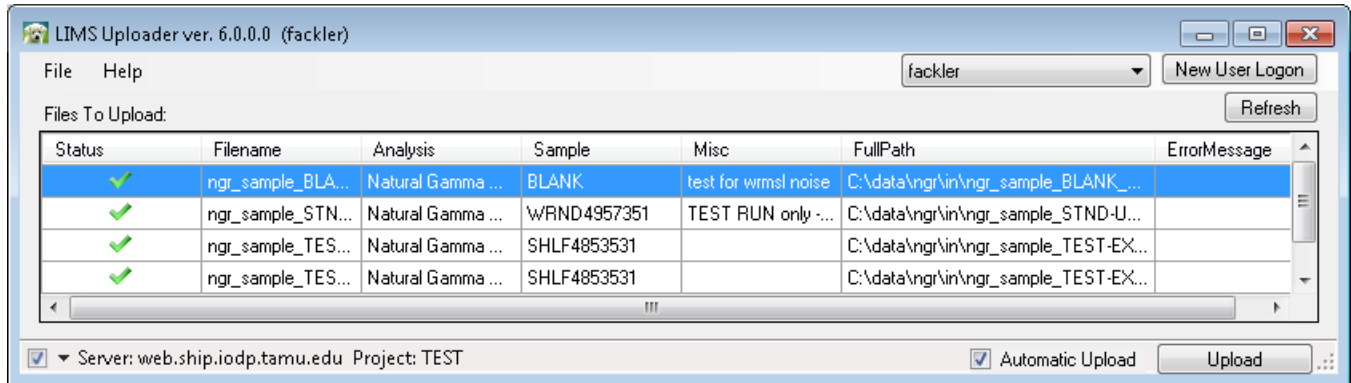 LIMS Uploader ver. 6.0.0.0 (fackler)
File Help fackler New User Logon
Files To Upload: Refresh
Status Filename Analysis Sample Misc FullPath ErrorMessage
ngr_sample_BLA... Natural Gamma ... BLANK test for wrmsl noise C:\data\ngr\in\ngr_sample_BLANK_...
ngr_sample_STN... Natural Gamma ... WRND4957351 TEST RUN only -... C:\data\ngr\in\ngr_sample_STND-U...
ngr_sample_TES... Natural Gamma ... SHLF4853531 C:\data\ngr\in\ngr_sample_TEST-EX...
ngr_sample_TES... Natural Gamma ... SHLF4853531 C:\data\ngr\in\ngr_sample_TEST-EX...
Server: web.ship.iodp.tamu.edu Project: TEST Automatic Upload Upload